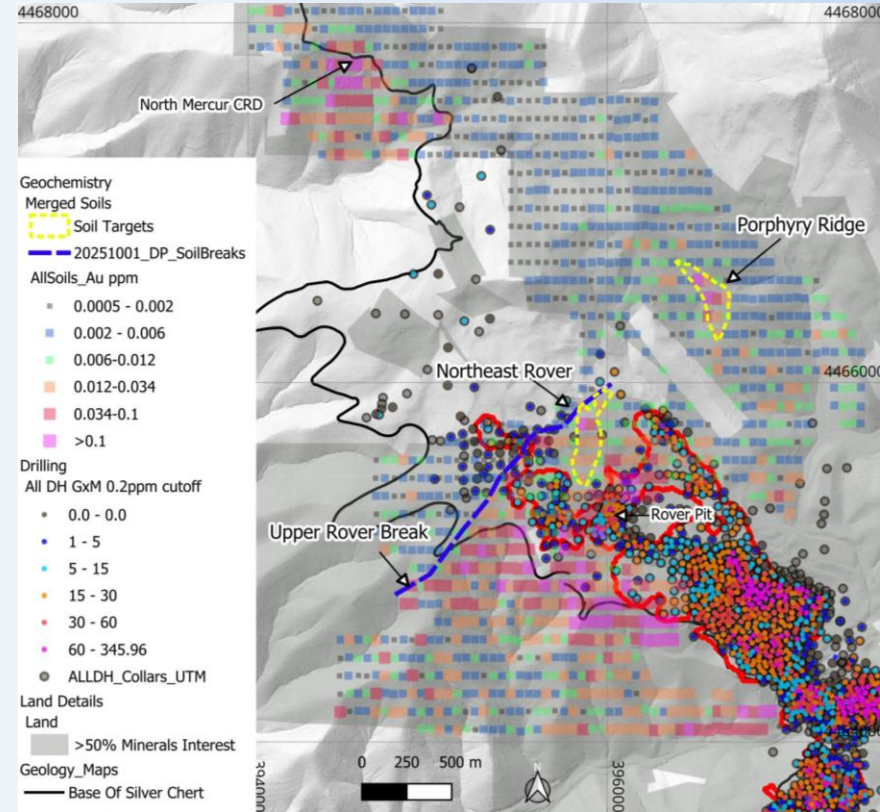 4468000
4468000
North Mercur CRD
Geochemistry
Merged Soils
Soil Targets
20251001_DP_SoilBreaks
AllSoils_Au ppm
0.0005 - 0.002
0.002 - 0.006
0.006-0.012
0.012-0.034
0.034-0.1
>0.1
Drilling
All DH GxM 0.2ppm cutoff
0.0 - 0.0
1 - 5
5 - 15
15 - 30
30 - 60
60 - 345.96
ALLDH_Collars_UTM
Land Details
Land
>50% Minerals Interest
Geology_Maps
Base Of Silver Chert
Porphyry Ridge
4466000
Northeast Rover
Rover Pit
Upper Rover Break
394000
396000
0 250 500 m
N